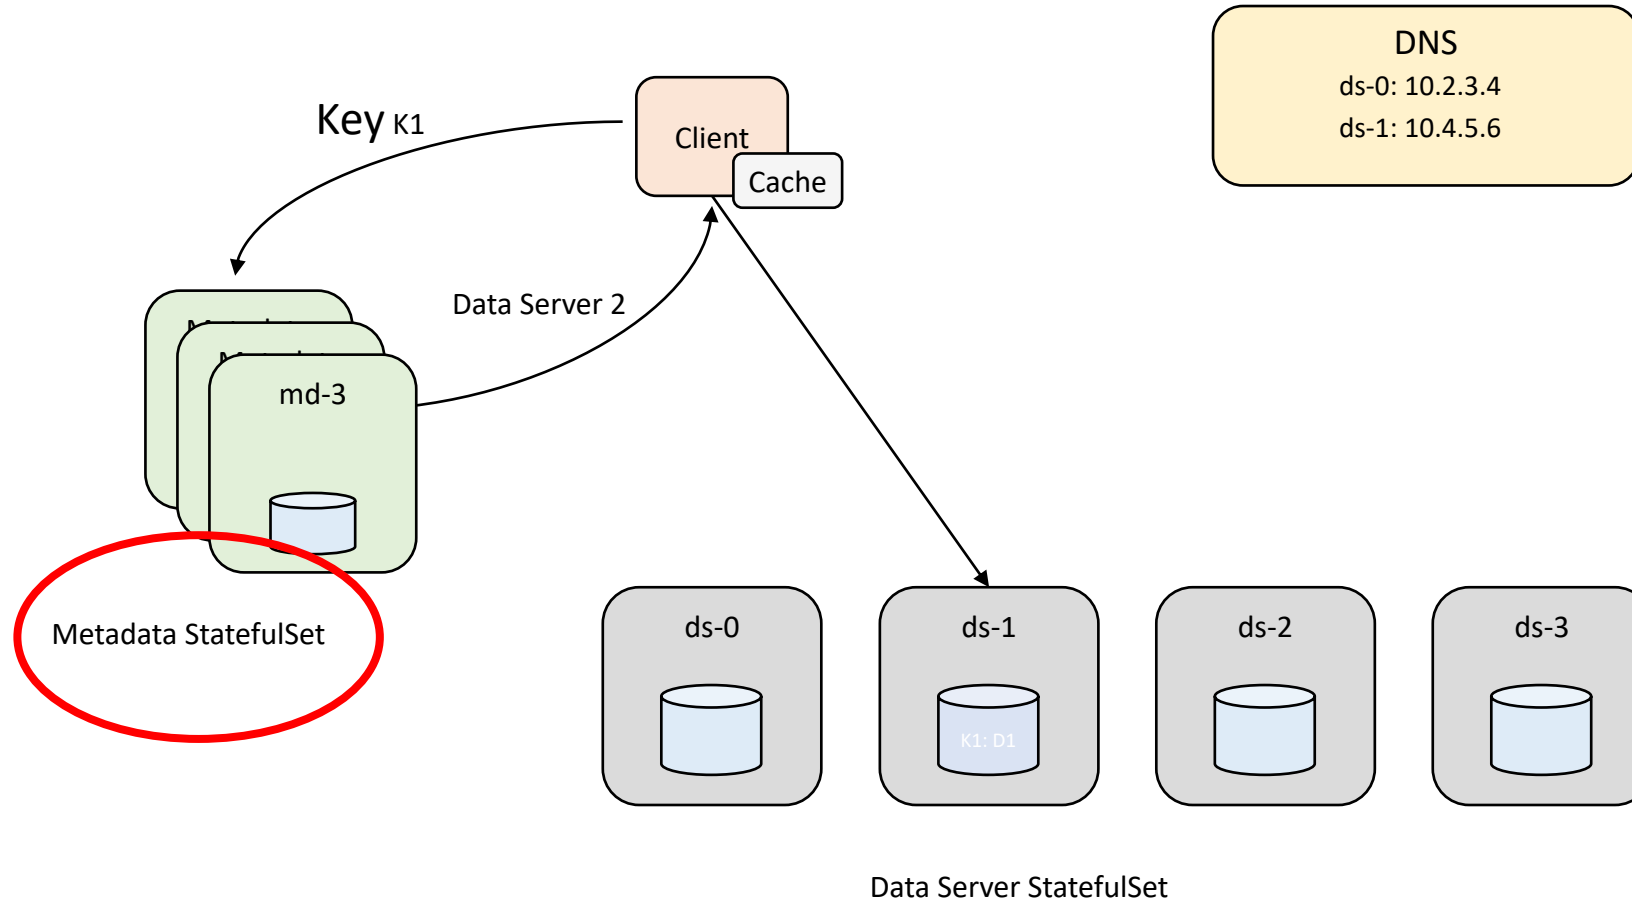 DNS
ds-0: 10.2.3.4
ds-1: 10.4.5.6
Key K1
Client
Cache
Data Server 2
md-3
Metadata StatefulSet
ds-0
ds-1
ds-2
ds-3
K1: D1
Data Server StatefulSet